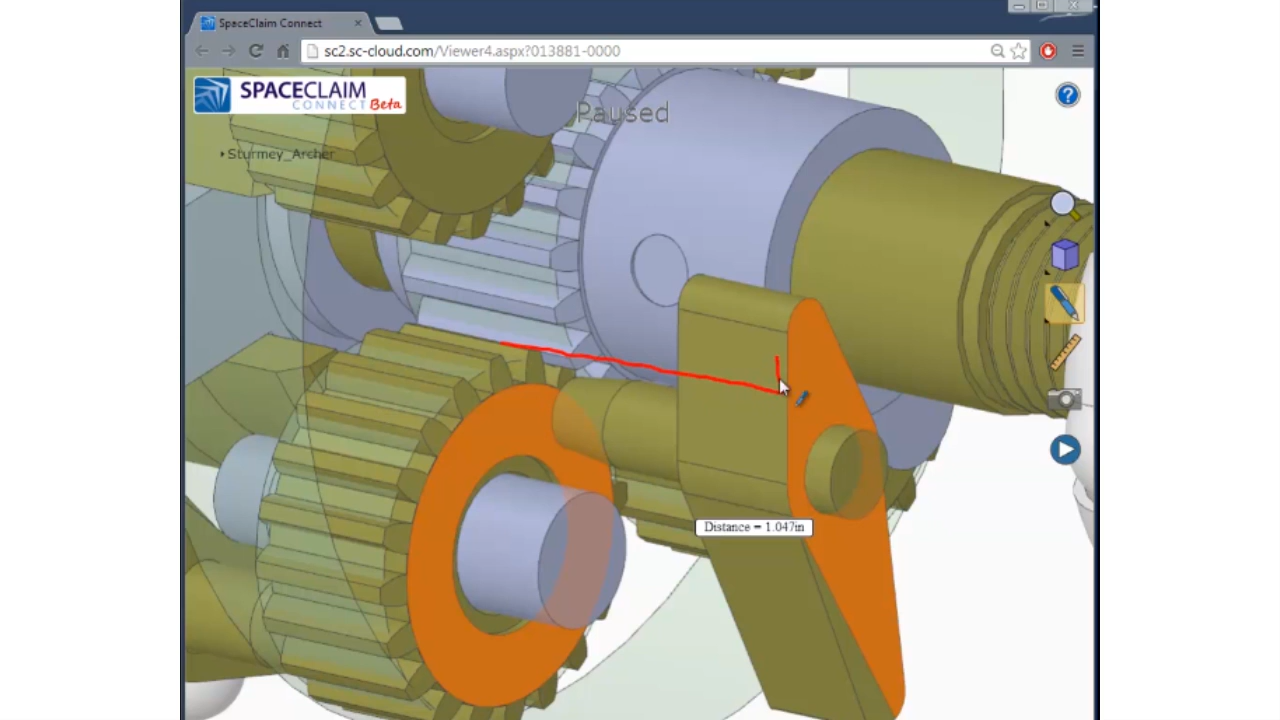 SpaceClaim Connect
sc2.sc-cloud.com/Viewer4.aspx?013881-0000
SPACECLAIM
CONNECT Beta
Paused
Sturmey_Archer
Distance = 1.047in